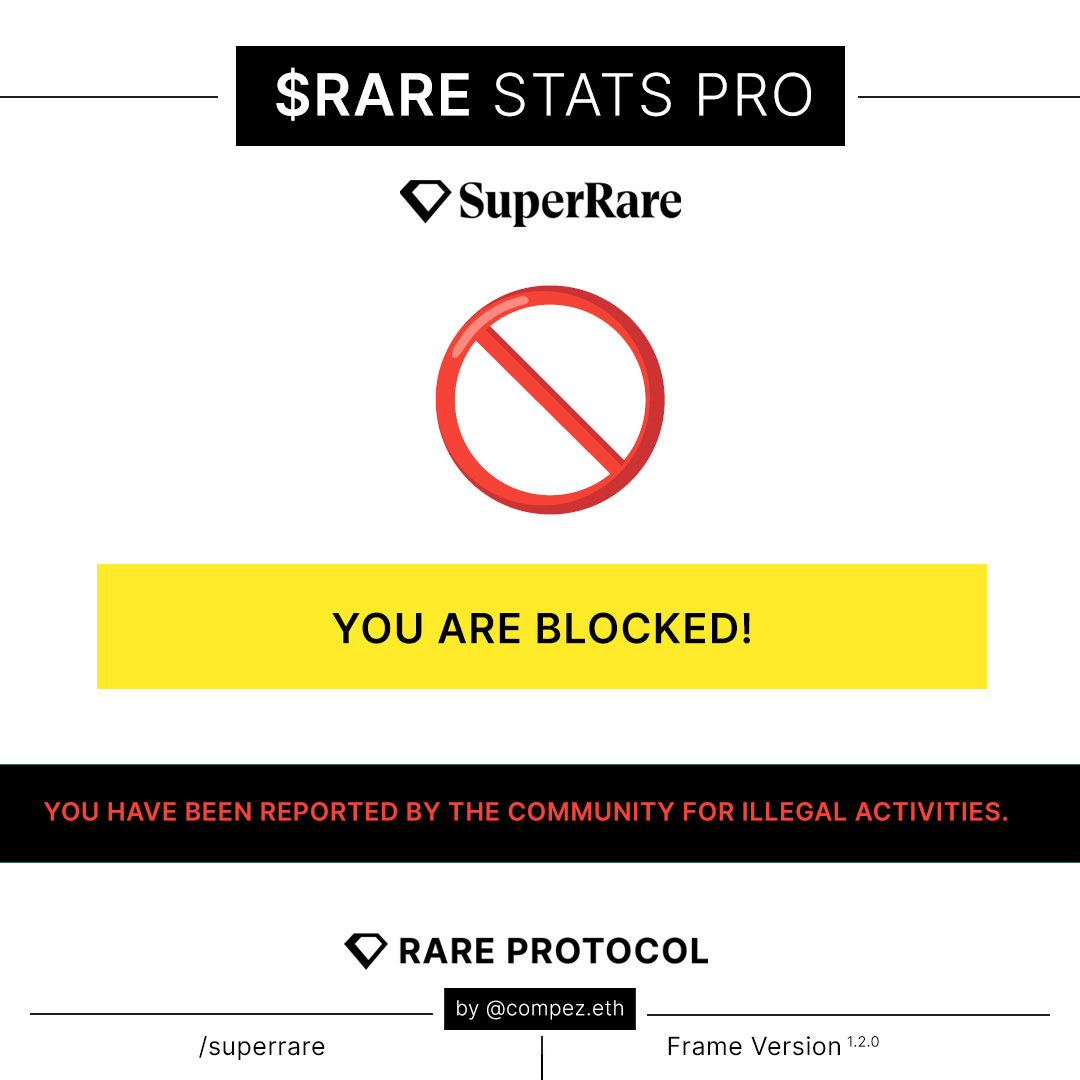 $RARE STATS PRO
SuperRare
YOU ARE BLOCKED!
YOU HAVE BEEN REPORTED BY THE COMMUNITY FOR ILLEGAL ACTIVITIES.
RARE PROTOCOL
by @compez.eth
/superrare
Frame Version 1.2.0